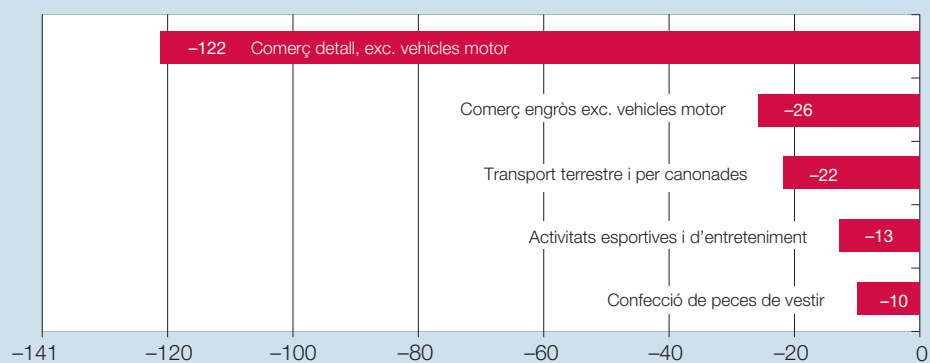 –122 Comerç detall, exc. vehicles motor
Comerç engròs exc. vehicles motor –26
Transport terrestre i per canonades –22
Activitats esportives i d’entreteniment –13
Confecció de peces de vestir –10
–141 –120 –100 –80 –60 –40 –20 0